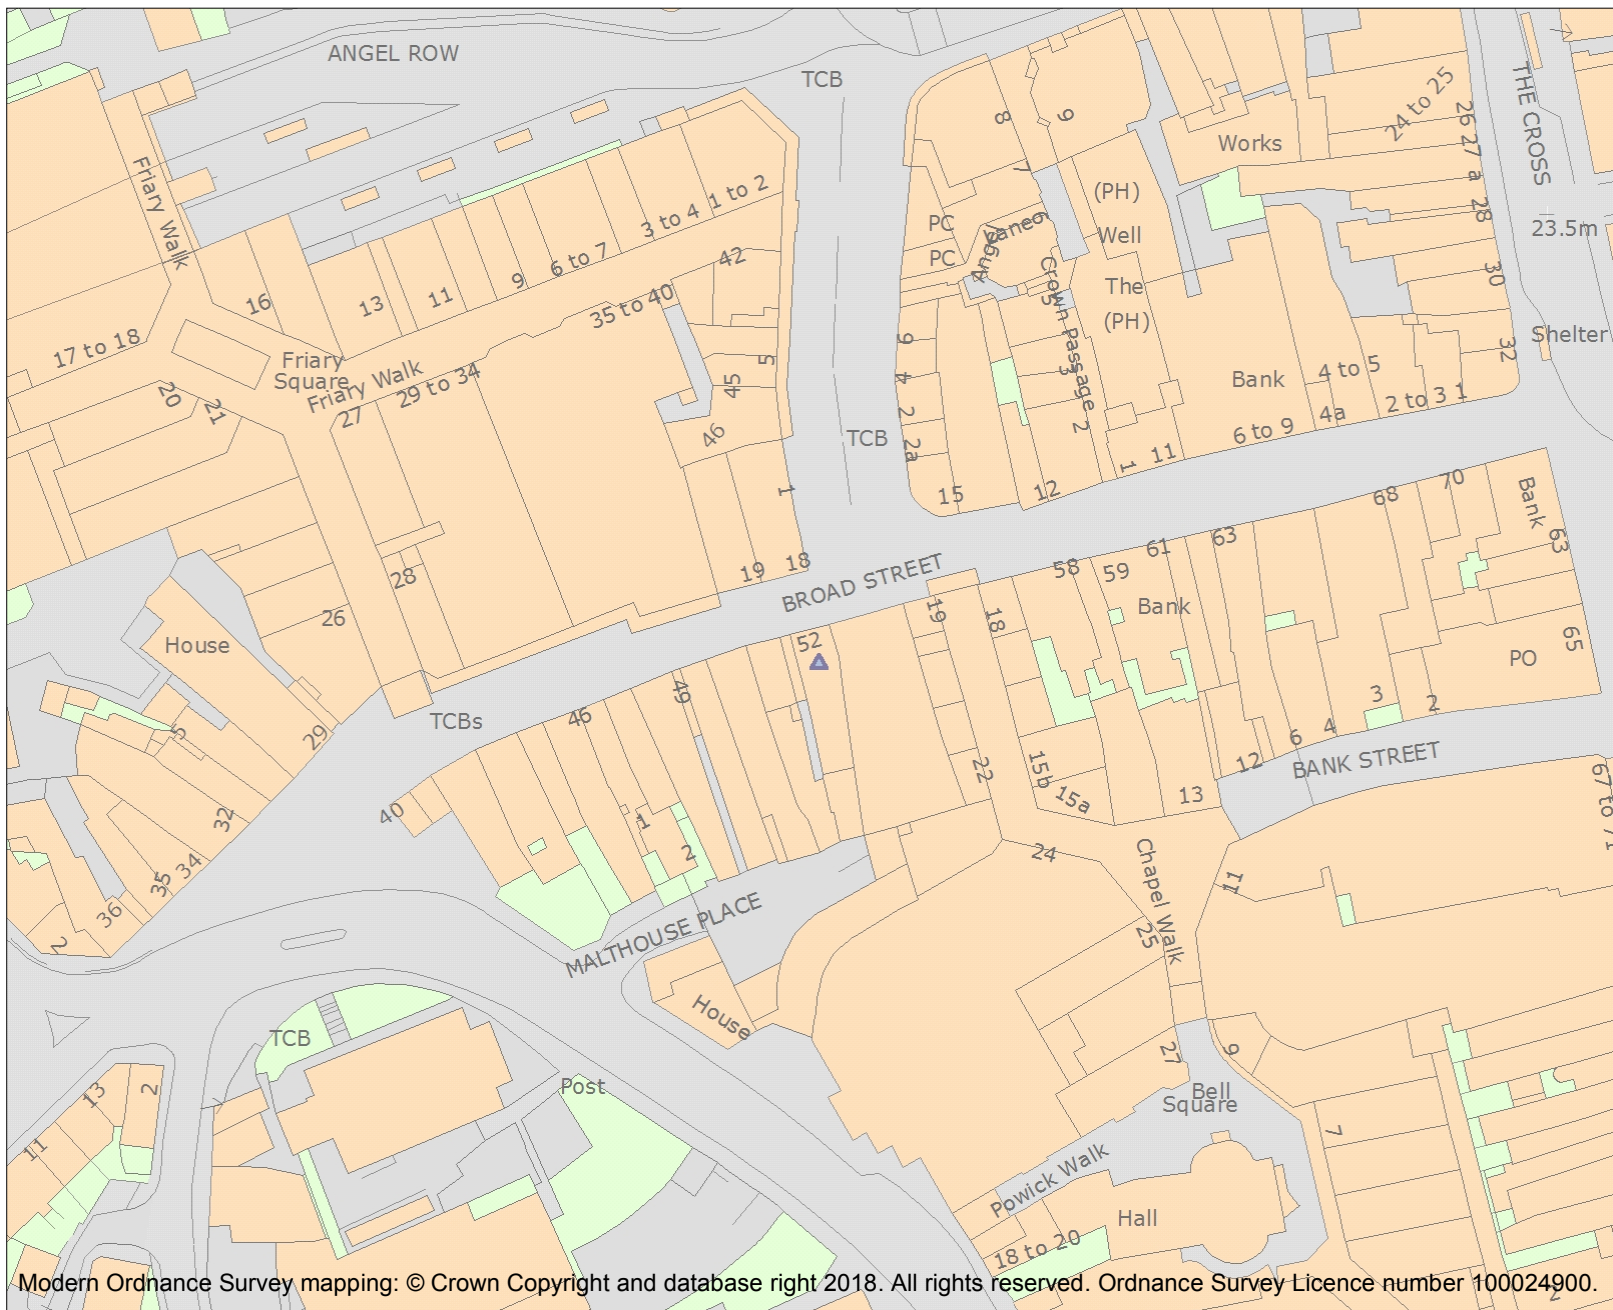 ANGEL ROW
TCB
THE CROSS
24 to 25
26
27
a
28
8
9
Works
Friary Walk
7
(PH)
1 to 2
3 to 4
PC
6
Lane
Angel
Well
23.5m
42
6 to 7
PC
9
30
The
(PH)
Crown Passage
5
11
13
16
35 to 40
Shelter
17 to 18
Friary
Square
Friary Walk
29 to 34
27
20
21
5
45
46
6
4
2
2a
3
2
Bank
4 to 5
32
4a
2 to 3
1
6 to 9
TCB
1
15
12
1
11
68
70
Bank
63
19
18
BROAD STREET
58
59
61
63
Bank
28
26
House
52
19
18
65
PO
TCBs
49
46
5
29
3
2
4
6
12
BANK STREET
22
15b
15a
13
67 to 71
40
32
1
2
34
35
36
2
24
Chapel Walk
11
25
MALTHOUSE PLACE
House
TCB
Post
27
9
Bell
Square
13
2
11
7
Powick Walk
Hall
18 to 20
2
Modern Ordnance Survey mapping: © Crown Copyright and database right 2018. All rights reserved. Ordnance Survey Licence number 100024900.